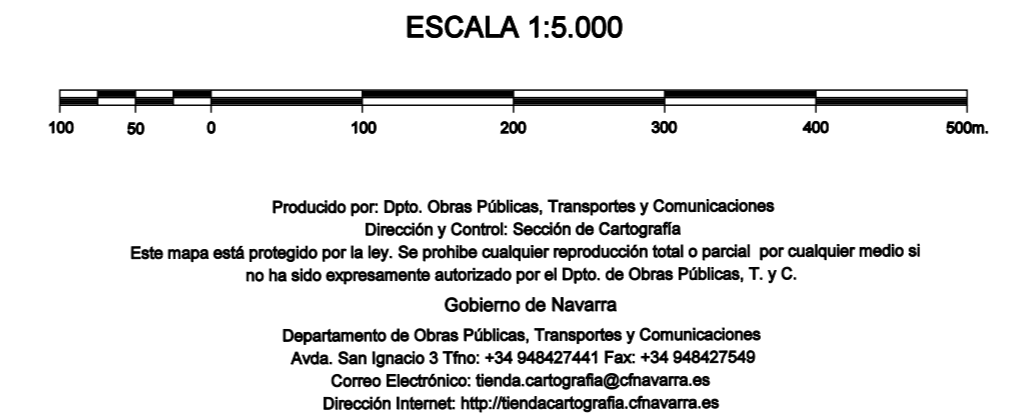 ESCALA 1:5.000
100 50 0 100 200 300 400 500m.
Producido por: Dpto. Obras Públicas, Transportes y Comunicaciones
Dirección y Control: Sección de Cartografía
Este mapa está protegido por la ley. Se prohibe cualquier reproducción total o parcial por cualquier medio si
no ha sido expresamente autorizado por el Dpto. de Obras Públicas, T. y C.
Gobierno de Navarra
Departamento de Obras Públicas, Transportes y Comunicaciones
Avda. San Ignacio 3 Tfno: +34 948427441 Fax: +34 948427549
Correo Electrónico: tienda.cartografia@cfnavarra.es
Dirección Internet: http://tiendacartografia.cfnavarra.es